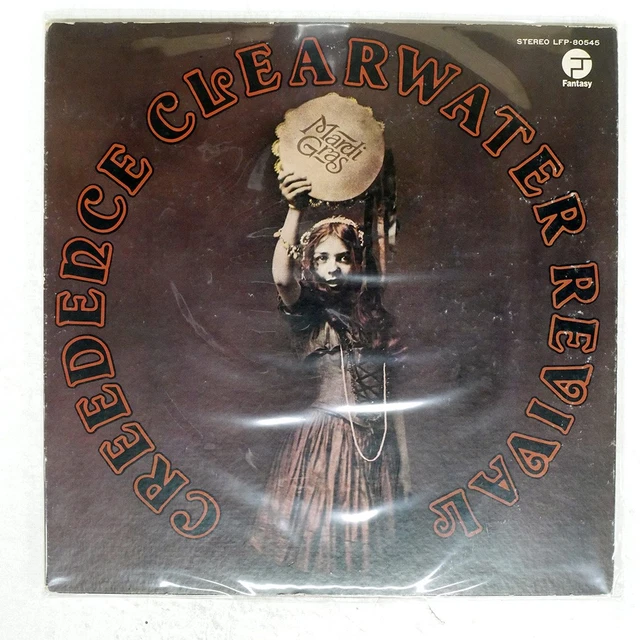 STEREO LFP-80545
Fantasy
CREEDENCE CLEARWATER REVIVAL
Mardi
Gras